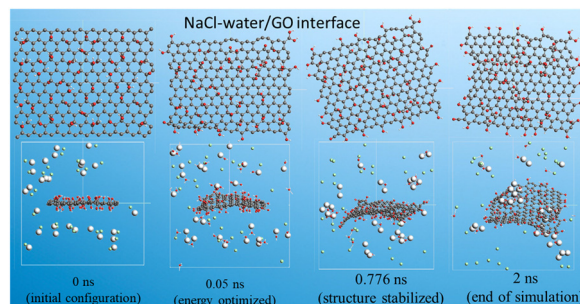 NaCl-water/GO interface
0 ns
(initial configuration)
0.05 ns
(energy optimized)
0.776 ns
(structure stabilized)
2 ns
(end of simulation)